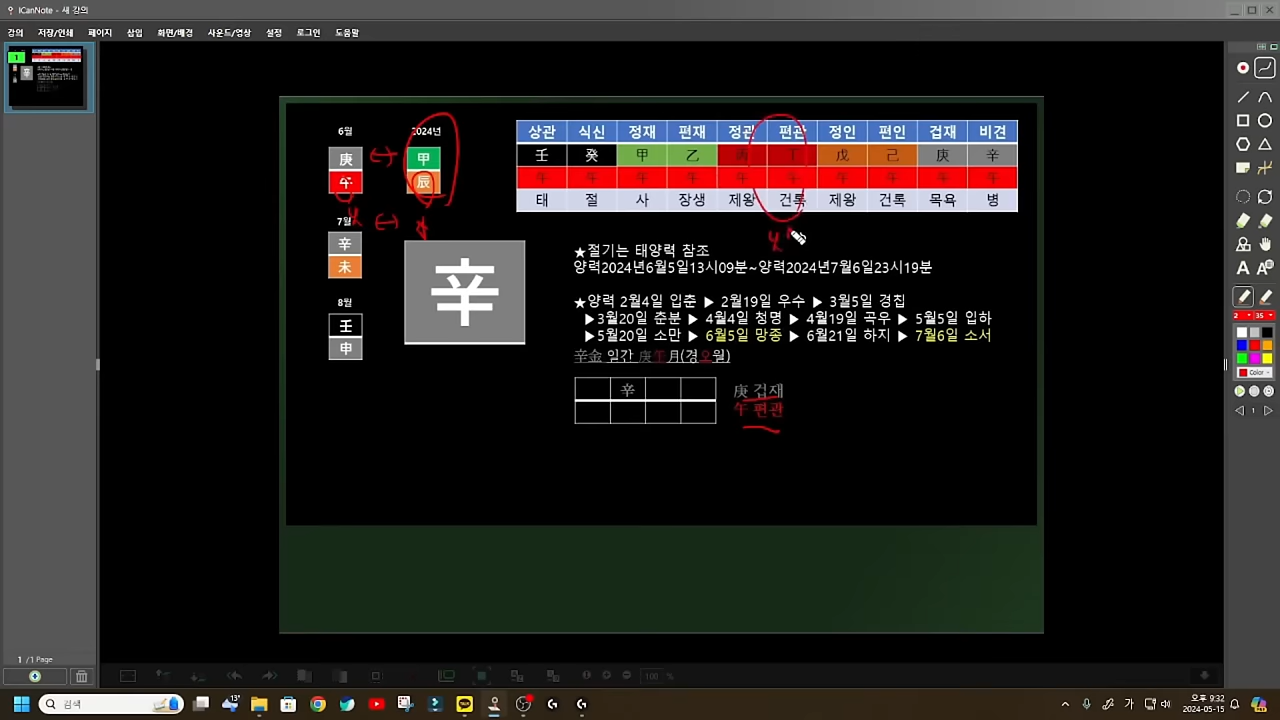 iCanNote - 새 강의
강의 저장/인쇄 페이지 삽입 화면/배경 사운드/영상 설정 로그인 도움말
1
6월 2024년
庚 甲
午 辰
7월
辛
未
8월
壬
申
辛
상관 식신 정재 편재 정관 편관 정인 편인 겁재 비견
壬 癸 甲 乙 丙 丁 戊 己 庚 辛
午 午 午 午 午 午 午 午 午 午
태 절 사 장생 제왕 건록 제왕 건록 목욕 병
★절기는 태양력 참조
양력2024년6월5일13시09분~양력2024년7월6일23시19분
★양력 2월4일 입춘 ▶ 2월19일 우수 ▶ 3월5일 경칩
▶3월20일 춘분 ▶ 4월4일 청명 ▶ 4월19일 곡우 ▶ 5월5일 입하
▶5월20일 소만 ▶ 6월5일 망종 ▶ 6월21일 하지 ▶ 7월6일 소서
辛金 일간 庚午月(경오월)
辛
庚 겁재
午 편관
2 35
Color
1
1 /1 Page
100 %
검색
13°
가
오후 9:32
2024-05-15